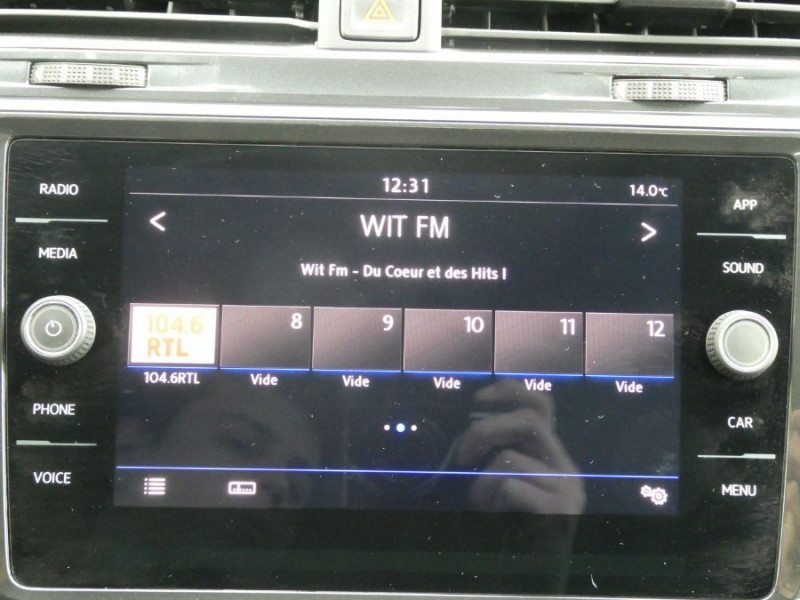 RADIO
MEDIA
PHONE
VOICE
12:31
14.0°C
< WIT FM >
Wit Fm - Du Coeur et des Hits !
104.6
RTL
8 9 10 11 12
104.6RTL Vide Vide Vide Vide Vide
APP
SOUND
CAR
MENU